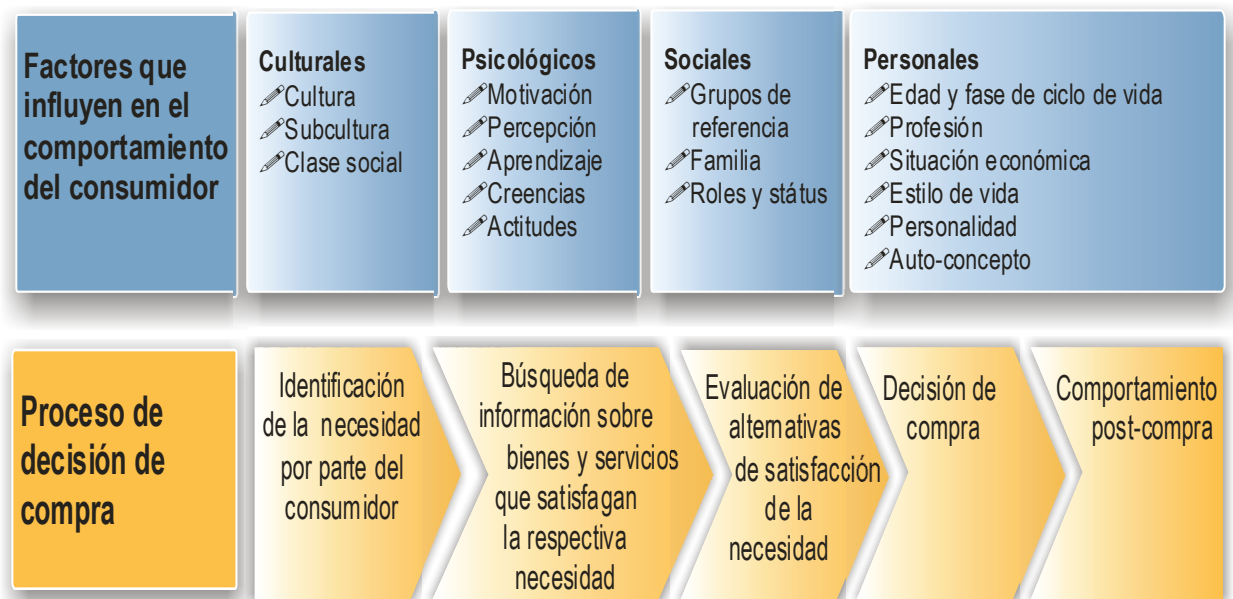 Factores que
influyen en el
comportamiento
del consumidor
Culturales
Cultura
Subcultura
Clase social
Psicológicos
Motivación
Percepción
Aprendizaje
Creencias
Actitudes
Sociales
Grupos de
referencia
Familia
Roles y státus
Personales
Edad y fase de ciclo de vida
Profesión
Situación económica
Estilo de vida
Personalidad
Auto-concepto
Proceso de
decisión de
compra
Identificación
de la necesidad
por parte del
consumidor
Búsqueda de
información sobre
bienes y servicios
que satisfagan
la respectiva
necesidad
Evaluación de
alternativas
de satisfacción
de la
necesidad
Decisión de
compra
Comportamiento
post-compra